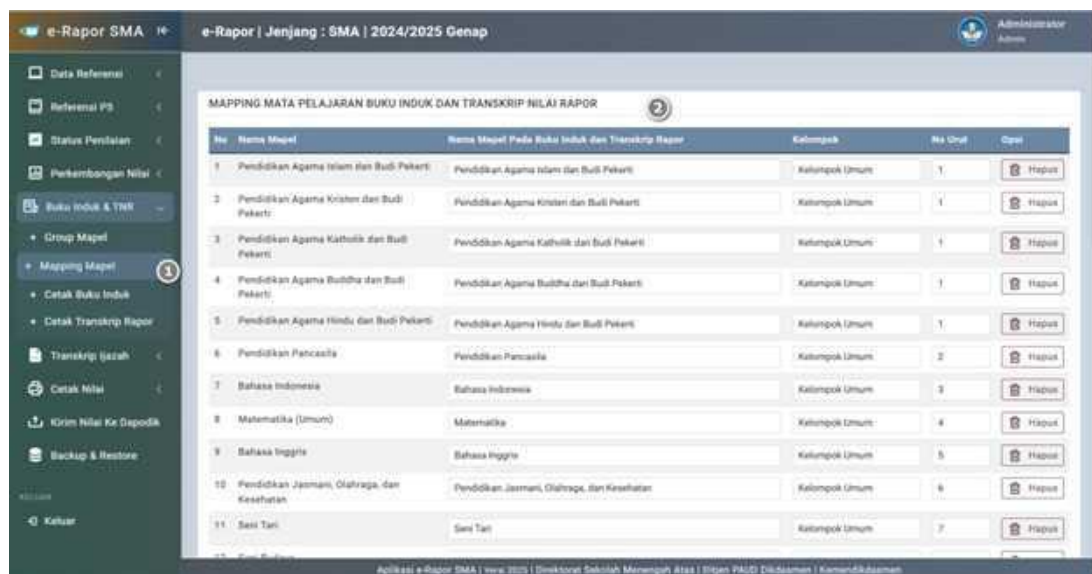 e-Rapor SMA
e-Rapor | Jenjang : SMA | 2024/2025 Genap
Administrator
Admin
Data Referensi
Referensi P5
Status Penilaian
Perkembangan Nilai
Buku Induk & TNR
Group Mapel
Mapping Mapel
1
Cetak Buku Induk
Cetak Transkrip Rapor
Transkrip Ijazah
Cetak Nilai
Kirim Nilai Ke Dapodik
Backup & Restore
KELUAR
Keluar
MAPPING MATA PELAJARAN BUKU INDUK DAN TRANSKRIP NILAI RAPOR
2
No Nama Mapel Nama Mapel Pada Buku Induk dan Transkrip Rapor Kelompok No Urut Opsi
1 Pendidikan Agama Islam dan Budi Pekerti Pendidikan Agama Islam dan Budi Pekerti Kelompok Umum 1 Hapus
2 Pendidikan Agama Kristen dan Budi Pendidikan Agama Kristen dan Budi Pekerti Kelompok Umum 1 Hapus
Pekerti
3 Pendidikan Agama Katholik dan Budi Pendidikan Agama Katholik dan Budi Pekerti Kelompok Umum 1 Hapus
Pekerti
4 Pendidikan Agama Buddha dan Budi Pendidikan Agama Buddha dan Budi Pekerti Kelompok Umum 1 Hapus
Pekerti
5 Pendidikan Agama Hindu dan Budi Pekerti Pendidikan Agama Hindu dan Budi Pekerti Kelompok Umum 1 Hapus
6 Pendidikan Pancasila Pendidikan Pancasila Kelompok Umum 2 Hapus
7 Bahasa Indonesia Bahasa Indonesia Kelompok Umum 3 Hapus
8 Matematika (Umum) Matematika Kelompok Umum 4 Hapus
9 Bahasa Inggris Bahasa Inggris Kelompok Umum 5 Hapus
10 Pendidikan Jasmani, Olahraga, dan Pendidikan Jasmani, Olahraga, dan Kesehatan Kelompok Umum 6 Hapus
Kesehatan
11 Seni Tari Seni Tari Kelompok Umum 7 Hapus
Aplikasi e-Rapor SMA | Versi 2025 | Direktorat Sekolah Menengah Atas | Ditjen PAUD Dikdasmen | Kemendikdasmen